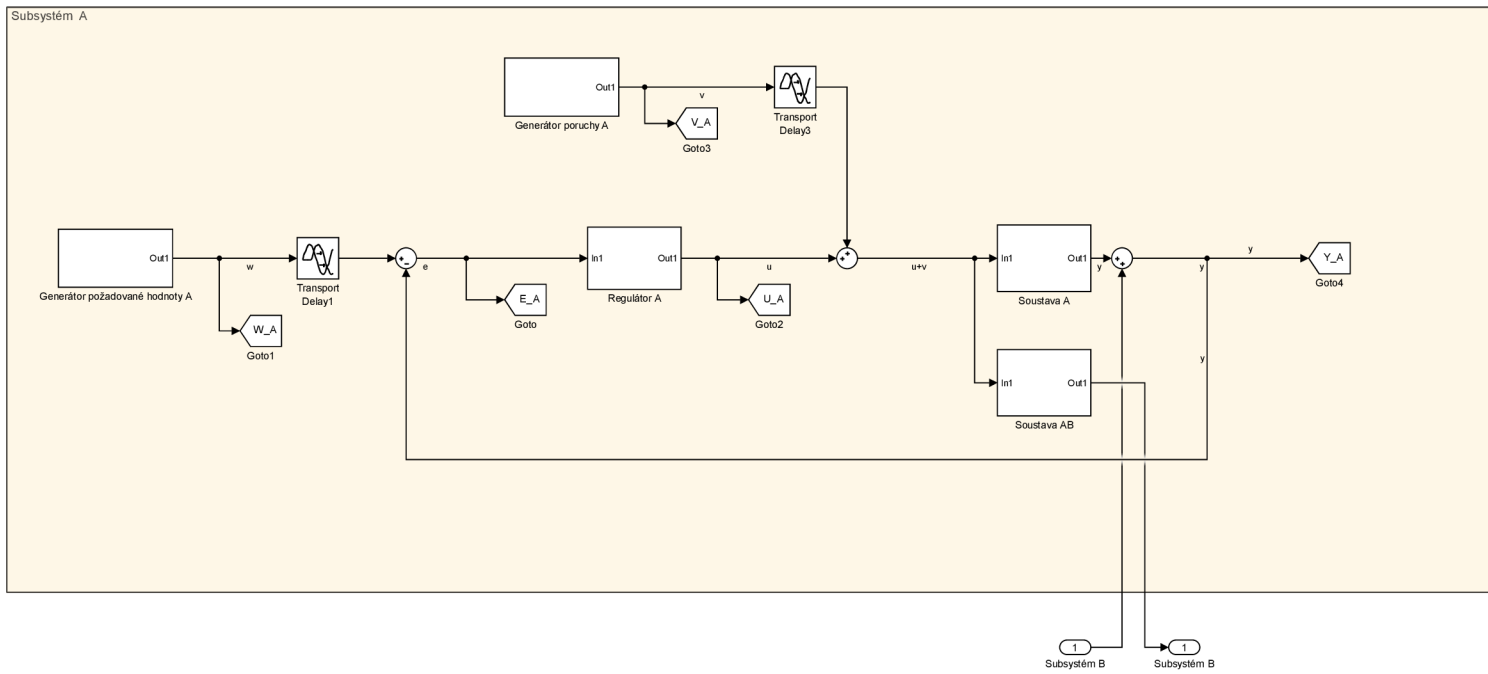 Subsystém A
Out1
v
Generátor poruchy A
V_A
Goto3
Transport
Delay3
Out1
w
Generátor požadované hodnoty A
W_A
Goto1
Transport
Delay1
e
E_A
Goto
In1
Out1
Regulátor A
u
U_A
Goto2
u+v
In1
Out1
Soustava A
y
y
y
Y_A
Goto4
y
In1
Out1
Soustava AB
1
Subsystém B
1
Subsystém B